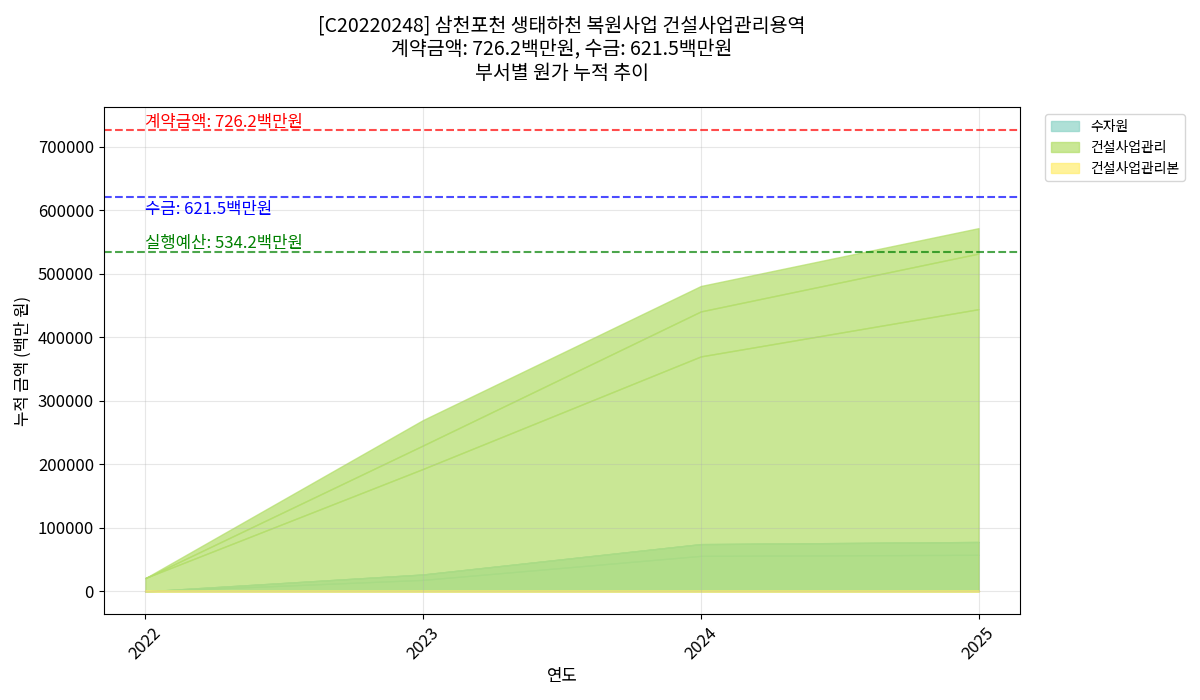 [C20220248] 삼천포천 생태하천 복원사업 건설사업관리용역
계약금액: 726.2백만원, 수금: 621.5백만원
부서별 원가 누적 추이
계약금액: 726.2백만원
수금: 621.5백만원
실행예산: 534.2백만원
수자원
건설사업관리
건설사업관리본
누적 금액 (백만 원)
700000
600000
500000
400000
300000
200000
100000
0
2022
2023
2024
2025
연도